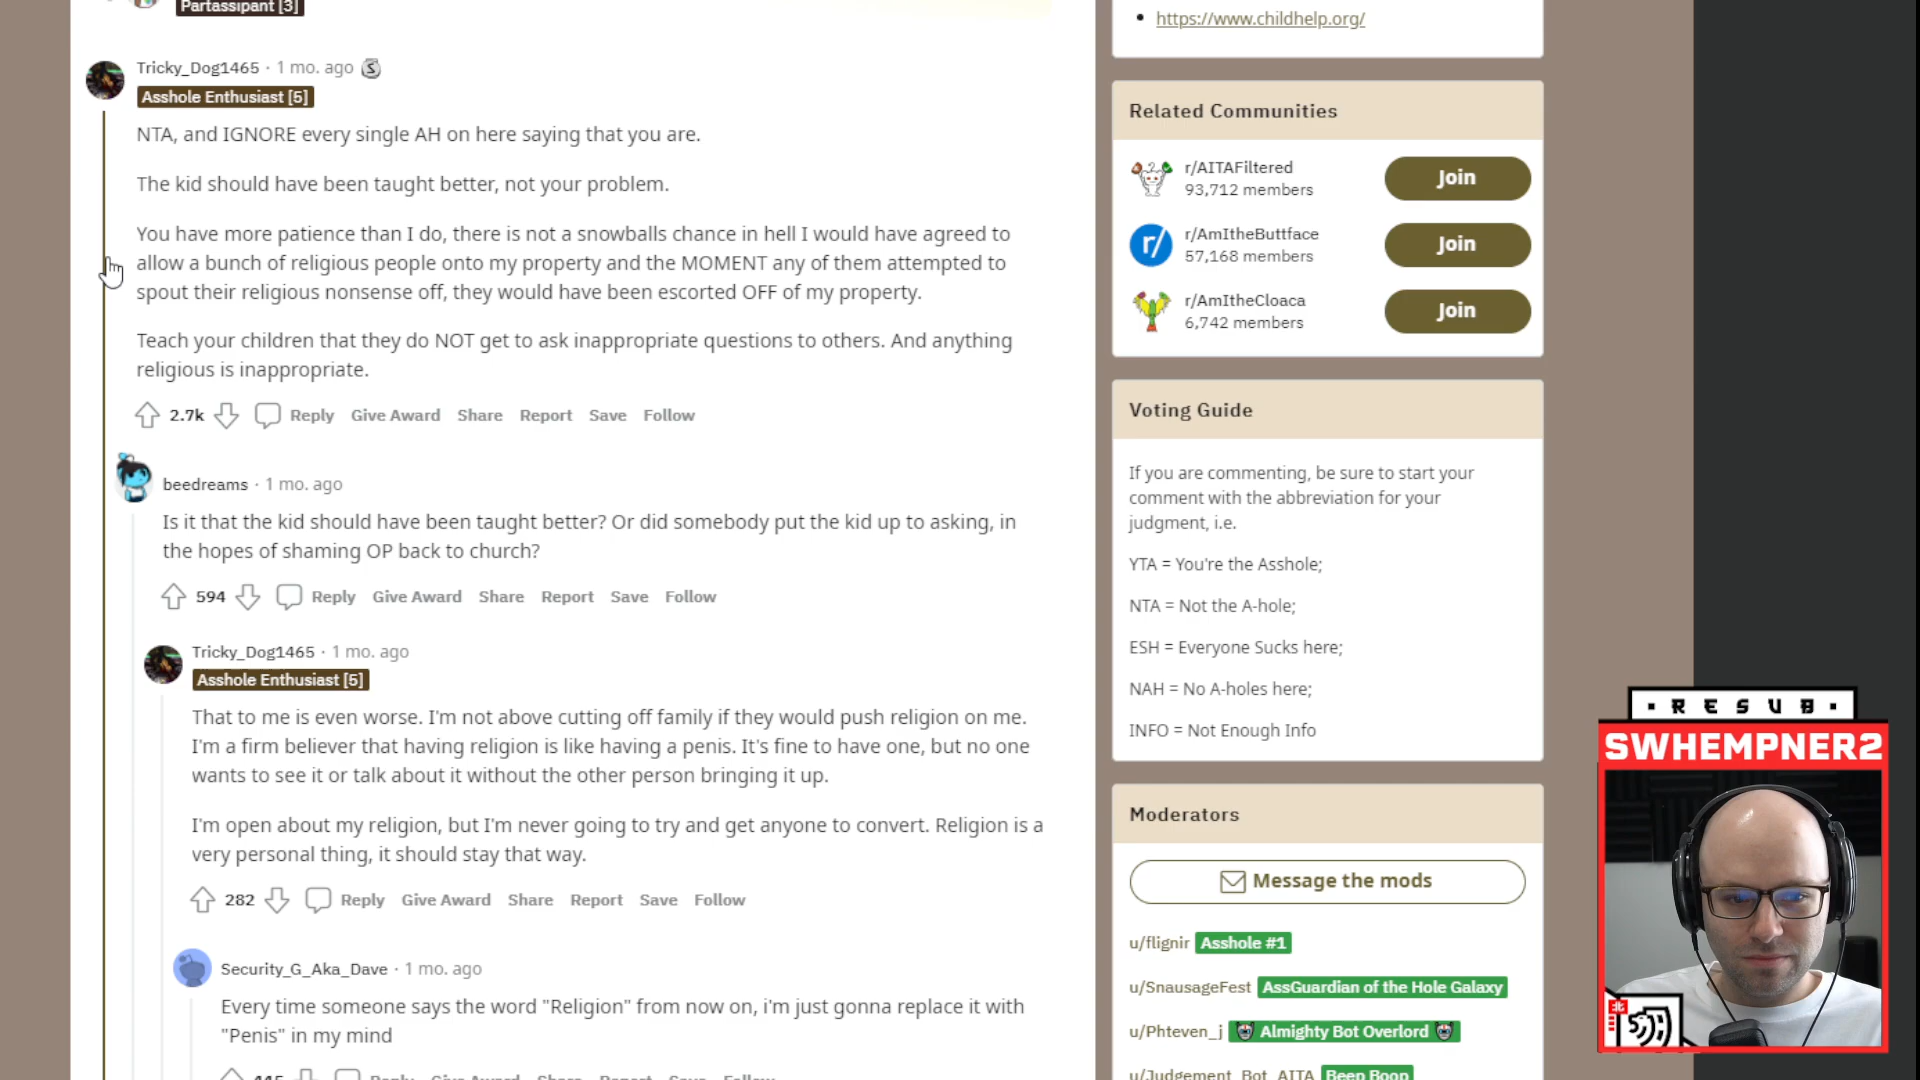 Partassipant [3]
Tricky_Dog1465 · 1 mo. ago
Asshole Enthusiast [5]
NTA, and IGNORE every single AH on here saying that you are.
The kid should have been taught better, not your problem.
You have more patience than I do, there is not a snowballs chance in hell I would have agreed to
allow a bunch of religious people onto my property and the MOMENT any of them attempted to
spout their religious nonsense off, they would have been escorted OFF of my property.
Teach your children that they do NOT get to ask inappropriate questions to others. And anything
religious is inappropriate.
2.7k Reply Give Award Share Report Save Follow
beedreams · 1 mo. ago
Is it that the kid should have been taught better? Or did somebody put the kid up to asking, in
the hopes of shaming OP back to church?
594 Reply Give Award Share Report Save Follow
Tricky_Dog1465 · 1 mo. ago
Asshole Enthusiast [5]
That to me is even worse. I'm not above cutting off family if they would push religion on me.
I'm a firm believer that having religion is like having a penis. It's fine to have one, but no one
wants to see it or talk about it without the other person bringing it up.
I'm open about my religion, but I'm never going to try and get anyone to convert. Religion is a
very personal thing, it should stay that way.
282 Reply Give Award Share Report Save Follow
Security_G_Aka_Dave · 1 mo. ago
Every time someone says the word "Religion" from now on, i'm just gonna replace it with
"Penis" in my mind
Reply Give Award Share Report Save Follow
https://www.childhelp.org/
Related Communities
r/AITAFiltered
93,712 members
Join
r/AmItheButtface
57,168 members
Join
r/AmItheCloaca
6,742 members
Join
Voting Guide
If you are commenting, be sure to start your
comment with the abbreviation for your
judgment, i.e.
YTA = You're the Asshole;
NTA = Not the A-hole;
ESH = Everyone Sucks here;
NAH = No A-holes here;
INFO = Not Enough Info
Moderators
Message the mods
u/flignir Asshole #1
u/SnausageFest AssGuardian of the Hole Galaxy
u/Phteven_j Almighty Bot Overlord
u/Judgement_Bot_AITA Beep Boop
· RESUB ·
SWHEMPNER2